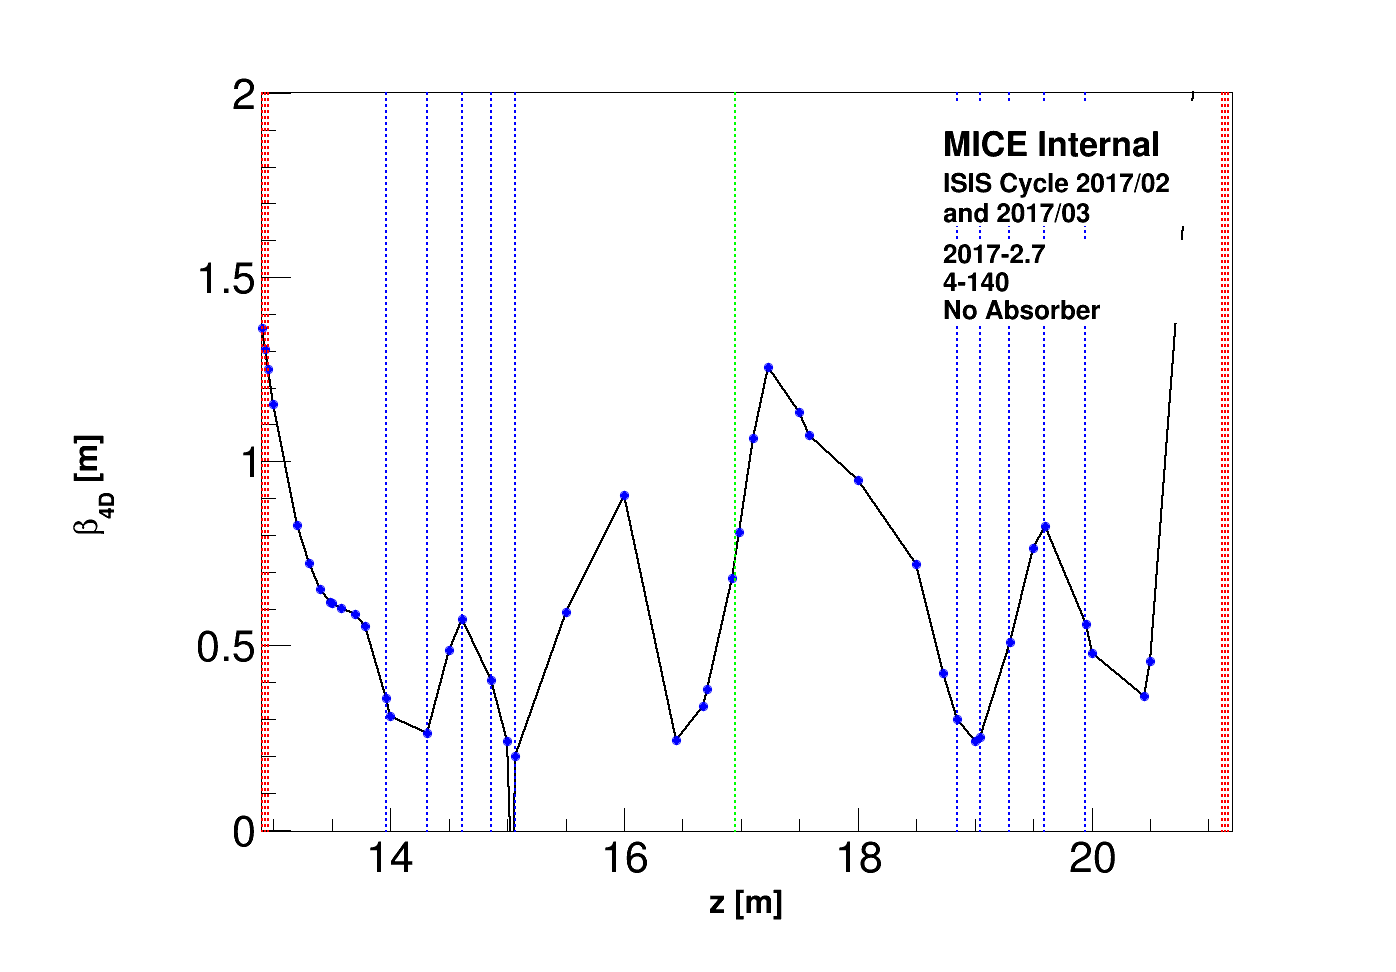 2
1.5
1
0.5
0
β4D [m]
MICE Internal
ISIS Cycle 2017/02
and 2017/03
2017-2.7
4-140
No Absorber
14 16 18 20
z [m]